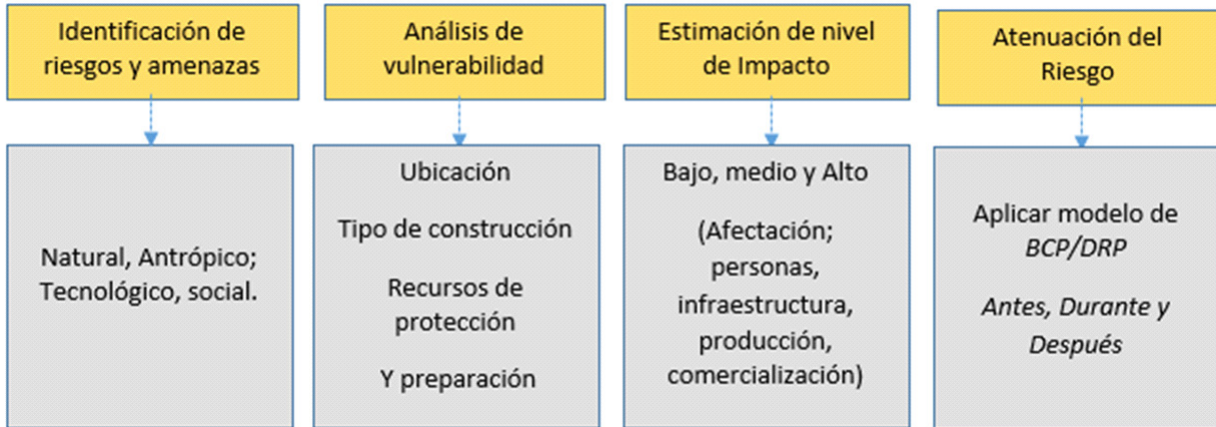 Identificación de
riesgos y amenazas
Natural, Antrópico;
Tecnológico, social.
Análisis de
vulnerabilidad
Ubicación
Tipo de construcción
Recursos de
protección
Y preparación
Estimación de nivel
de Impacto
Bajo, medio y Alto
(Afectación;
personas,
infraestructura,
producción,
comercialización)
Atenuación del
Riesgo
Aplicar modelo de
BCP/DRP
Antes, Durante y
Después